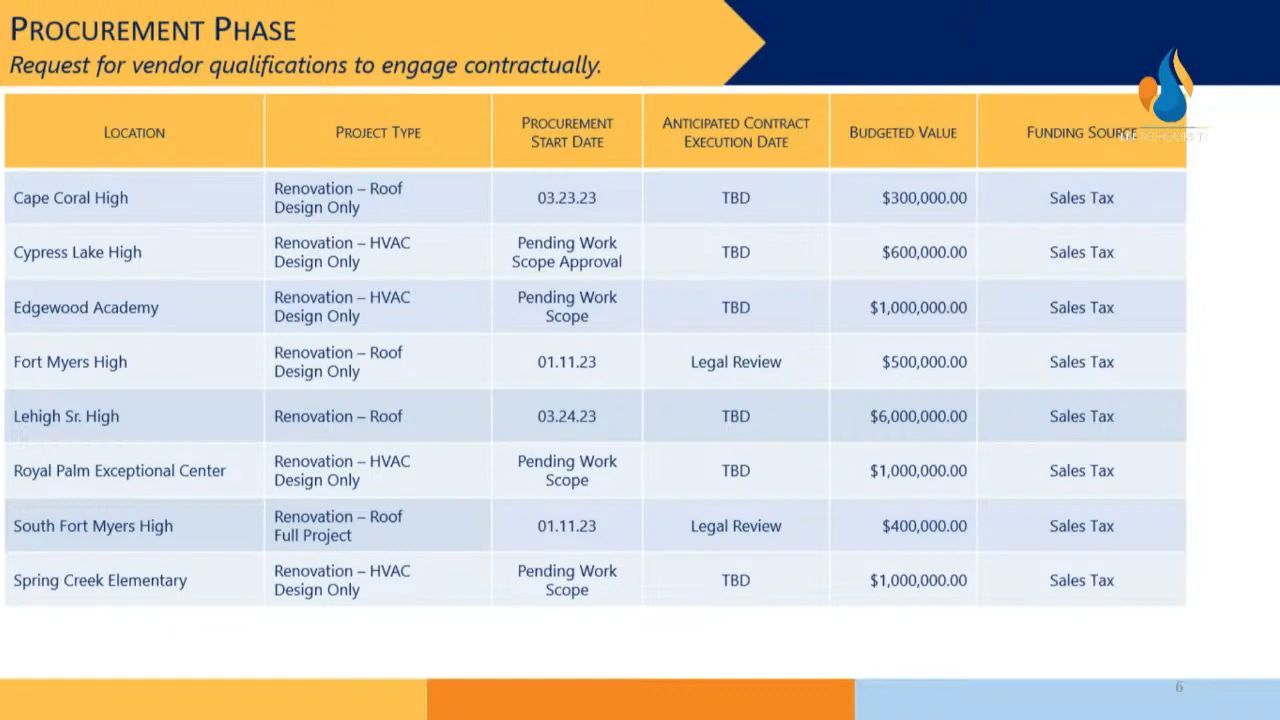 PROCUREMENT PHASE
Request for vendor qualifications to engage contractually.
LOCATION
PROJECT TYPE
PROCUREMENT
START DATE
ANTICIPATED CONTRACT
EXECUTION DATE
BUDGETED VALUE
FUNDING SOURCE
Cape Coral High
Renovation – Roof
Design Only
03.23.23
TBD
$300,000.00
Sales Tax
Cypress Lake High
Renovation – HVAC
Design Only
Pending Work
Scope Approval
TBD
$600,000.00
Sales Tax
Edgewood Academy
Renovation – HVAC
Design Only
Pending Work
Scope
TBD
$1,000,000.00
Sales Tax
Fort Myers High
Renovation – Roof
Design Only
01.11.23
Legal Review
$500,000.00
Sales Tax
Lehigh Sr. High
Renovation – Roof
03.24.23
TBD
$6,000,000.00
Sales Tax
Royal Palm Exceptional Center
Renovation – HVAC
Design Only
Pending Work
Scope
TBD
$1,000,000.00
Sales Tax
South Fort Myers High
Renovation – Roof
Full Project
01.11.23
Legal Review
$400,000.00
Sales Tax
Spring Creek Elementary
Renovation – HVAC
Design Only
Pending Work
Scope
TBD
$1,000,000.00
Sales Tax
6